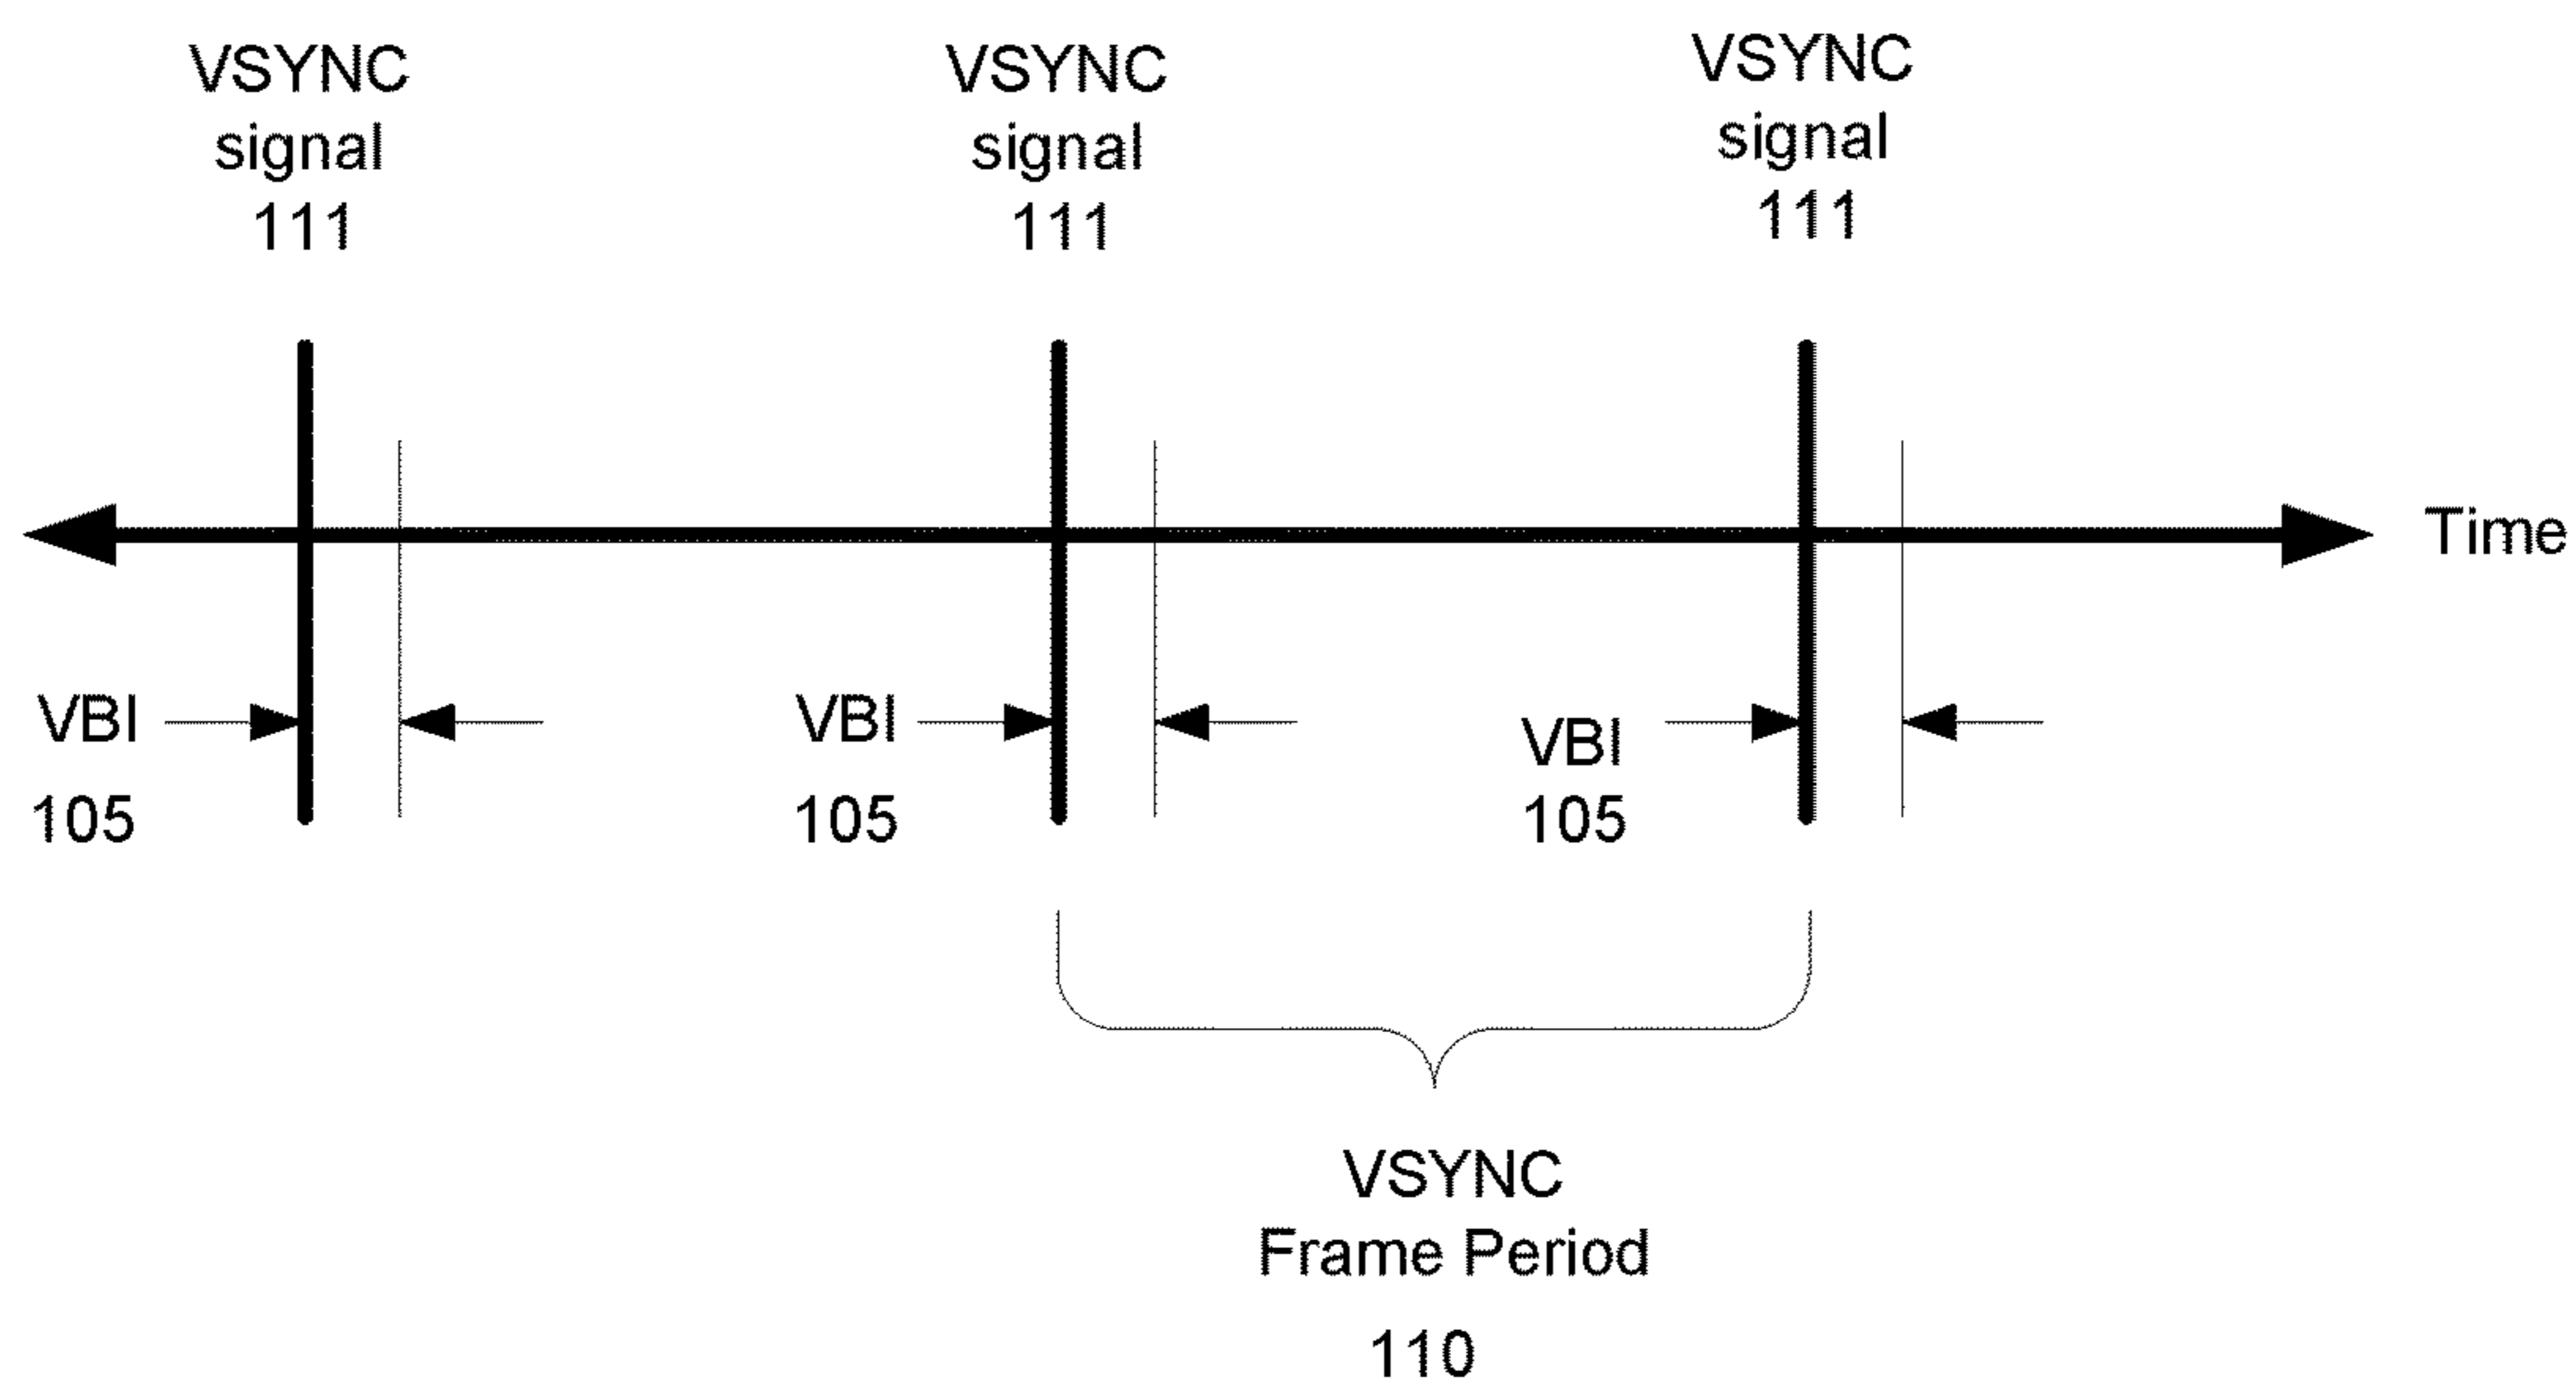 VSYNC
signal
111
VSYNC
signal
111
VSYNC
signal
111
Time
VBI
105
VBI
105
VBI
105
VSYNC
Frame Period
110